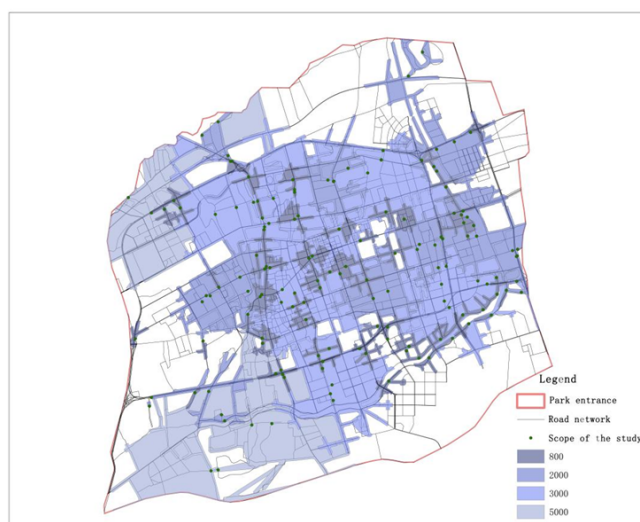 Legend
Park entrance
Road network
Scope of the study
800
2000
3000
5000